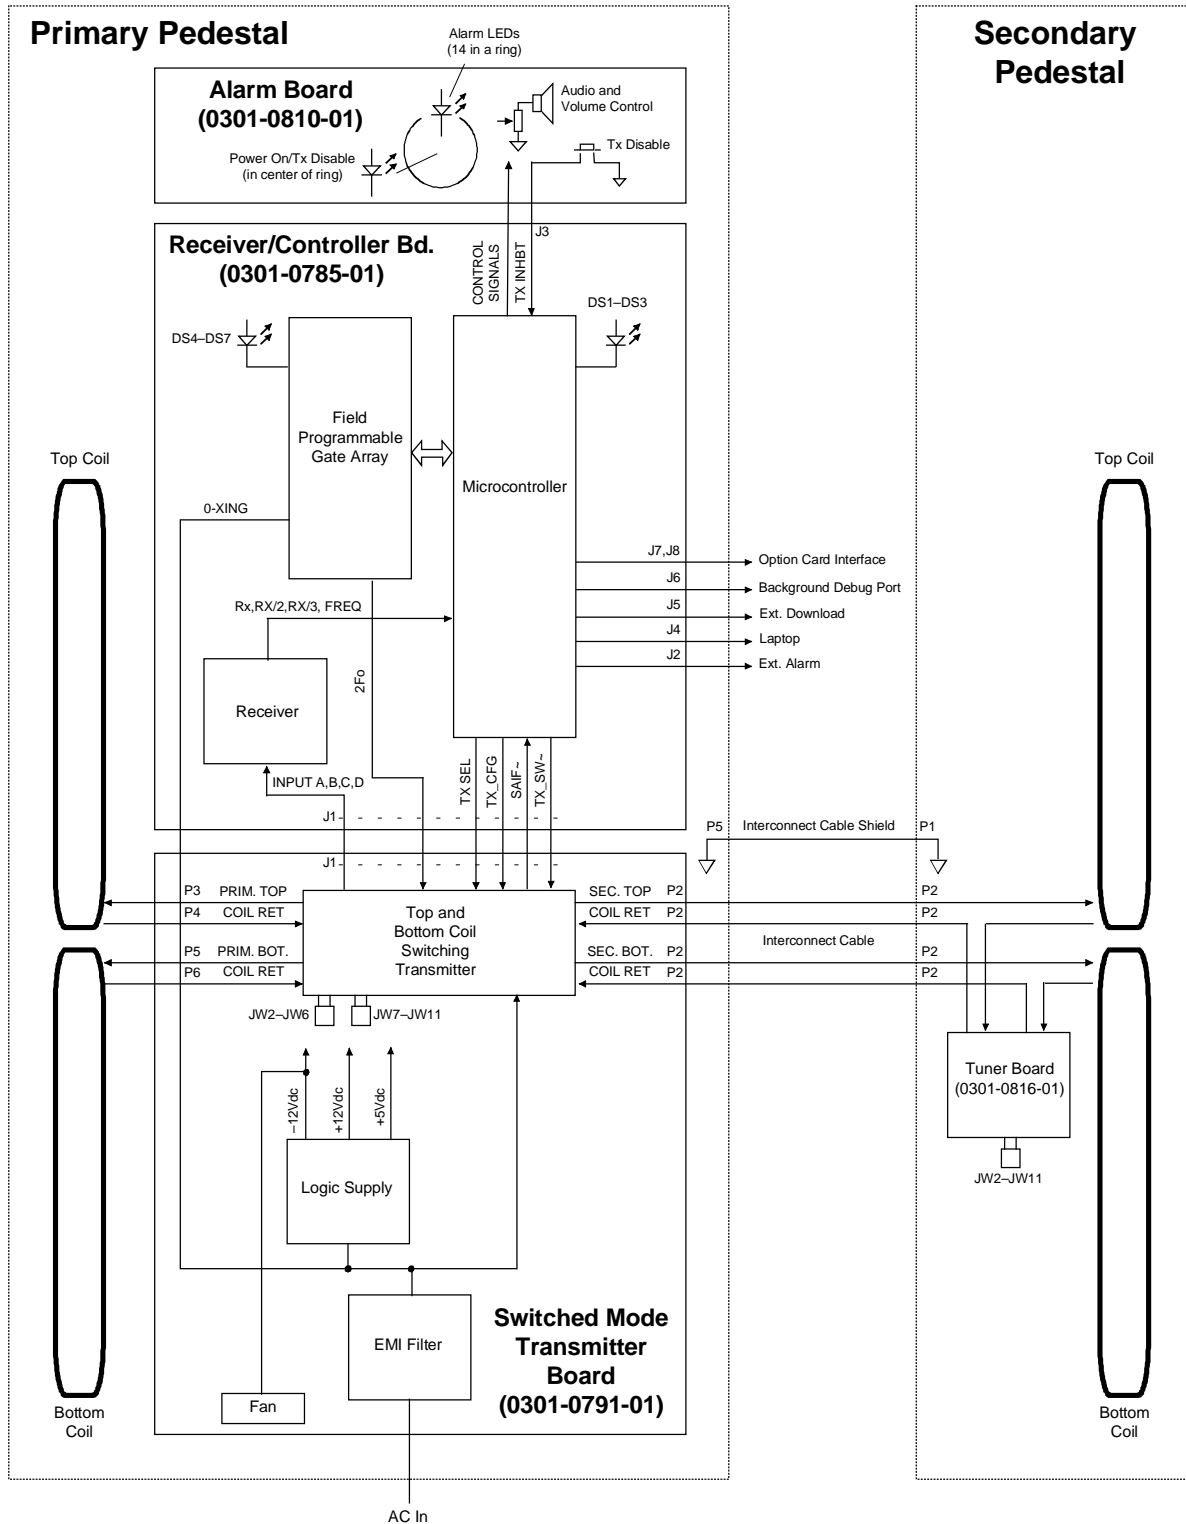 Primary Pedestal
Secondary
Pedestal
Alarm LEDs
(14 in a ring)
Alarm Board
(0301-0810-01)
Audio and
Volume Control
Power On/Tx Disable
(in center of ring)
Tx Disable
Receiver/Controller Bd.
(0301-0785-01)
CONTROL
SIGNALS
TX INHBT
J3
DS1–DS3
DS4–DS7
Field
Programmable
Gate Array
Microcontroller
Top Coil
Top Coil
0-XING
J7,J8
Option Card Interface
J6
Background Debug Port
J5
Ext. Download
J4
Laptop
J2
Ext. Alarm
Rx,RX/2,RX/3, FREQ
2Fo
Receiver
INPUT A,B,C,D
TX SEL
TX_CFG
SAIF~
TX_SW~
J1
J1
P5
Interconnect Cable Shield
P1
P3
PRIM. TOP
P4
COIL RET
P5
PRIM. BOT.
P6
COIL RET
Top and
Bottom Coil
Switching
Transmitter
SEC. TOP
P2
COIL RET
P2
SEC. BOT.
P2
COIL RET
P2
Interconnect Cable
P2
P2
P2
P2
JW2–JW6
JW7–JW11
–12Vdc
+12Vdc
+5Vdc
Logic Supply
Tuner Board
(0301-0816-01)
JW2–JW11
EMI Filter
Switched Mode
Transmitter
Board
(0301-0791-01)
Fan
Bottom
Coil
Bottom
Coil
AC In